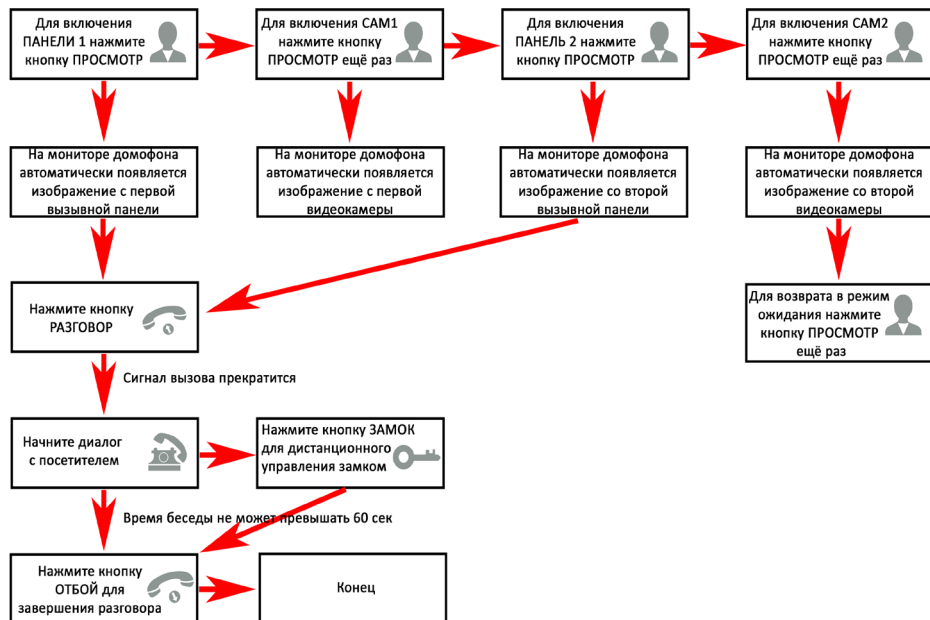 Для включения
ПАНЕЛИ 1 нажмите
кнопку ПРОСМОТР
Для включения САМ1
нажмите кнопку
ПРОСМОТР ещё раз
Для включения
ПАНЕЛЬ 2 нажмите
кнопку ПРОСМОТР
Для включения САМ2
нажмите кнопку
ПРОСМОТР ещё раз
На мониторе домофона
автоматически появляется
изображение с первой
вызывной панели
На мониторе домофона
автоматически появляется
изображение с первой
видеокамеры
На мониторе домофона
автоматически появляется
изображение со второй
вызывной панели
На мониторе домофона
автоматически появляется
изображение со второй
видеокамеры
Нажмите кнопку
РАЗГОВОР
Для возврата в режим
ожидания нажмите
кнопку ПРОСМОТР
ещё раз
Сигнал вызова прекратится
Начните диалог
с посетителем
Нажмите кнопку ЗАМОК
для дистанционного
управления замком
Время беседы не может превышать 60 сек
Нажмите кнопку
ОТБОЙ для
завершения разговора
Конец